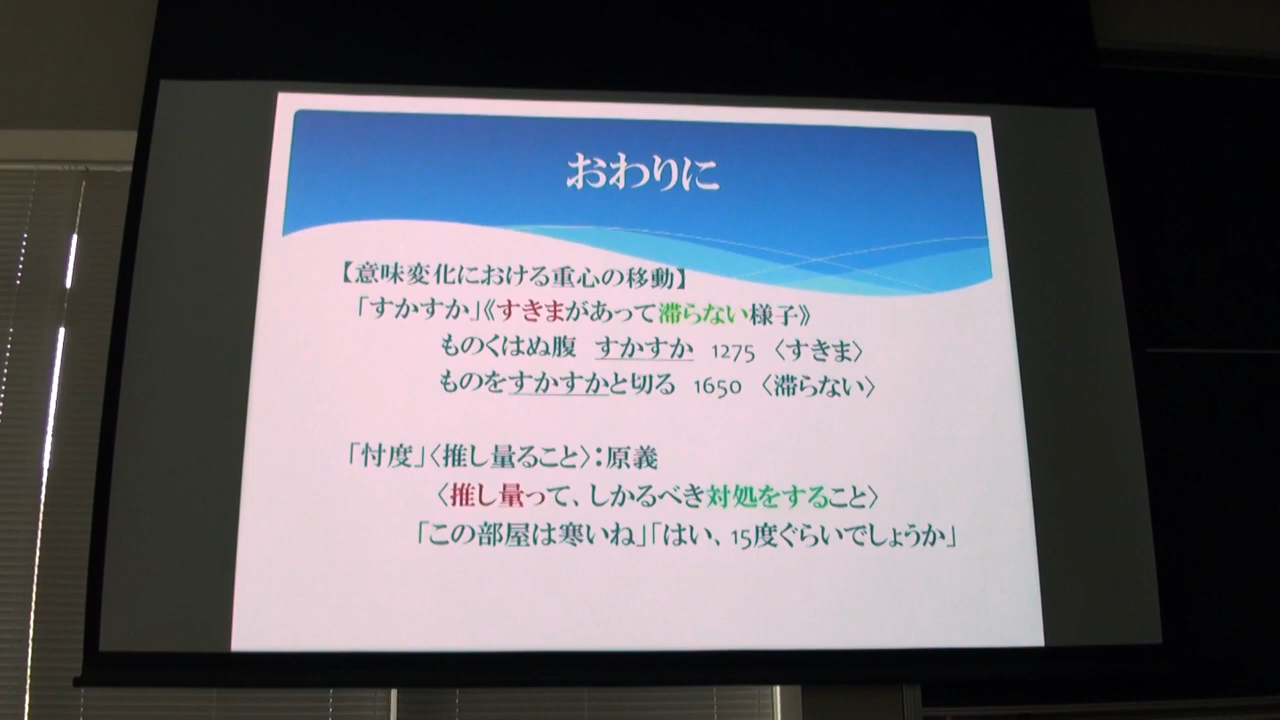 おわりに
【意味変化における重心の移動】
「すかすか」《すきまがあって滞らない様子》
ものくはぬ腹 すかすか 1275 〈すきま〉
ものをすかすかと切る 1650 〈滞らない〉
「忖度」〈推し量ること〉:原義
〈推し量って、しかるべき対処をすること〉
「この部屋は寒いね」「はい、15度ぐらいでしょうか」